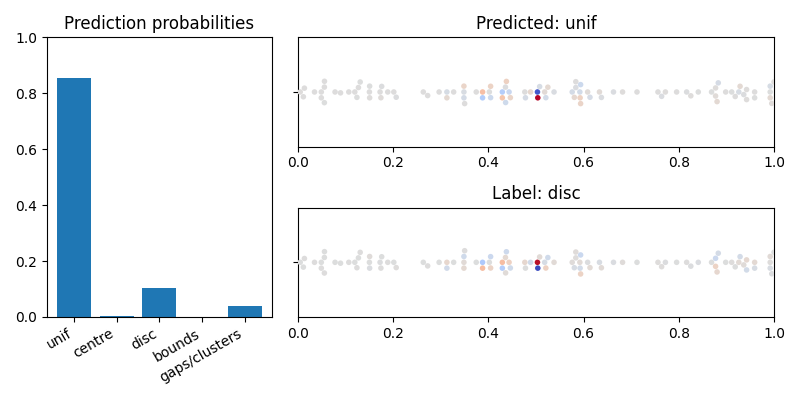 Prediction probabilities
1.0
0.8
0.6
0.4
0.2
0.0
unif
centre
disc
bounds
gaps/clusters
Predicted: unif
0.0 0.2 0.4 0.6 0.8 1.0
Label: disc
0.0 0.2 0.4 0.6 0.8 1.0